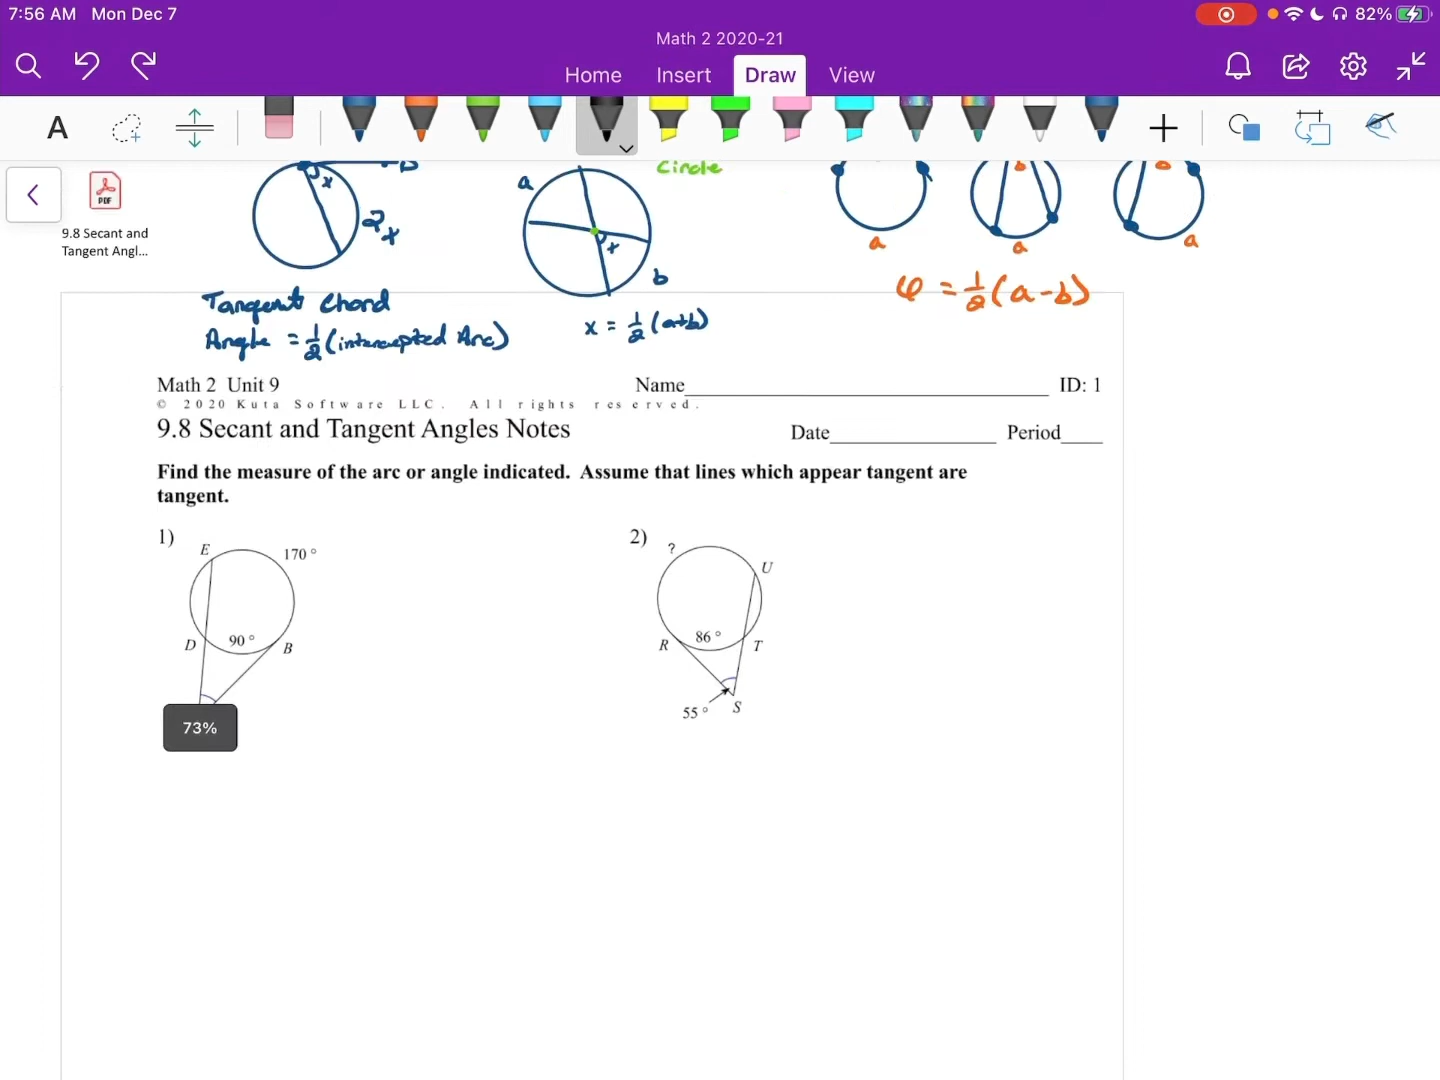 7:56 AM Mon Dec 7
82%
Math 2 2020-21
Home Insert Draw View
A
PDF
9.8 Secant and
Tangent Angl...
x
2x
a
x
b
Circle
a
a
a
Tangent Chord
Angle = 1/2 (intercepted Arc)
x = 1/2 (a+b)
φ = 1/2 (a-b)
Math 2 Unit 9
Name
ID: 1
© 2020 Kuta Software LLC. All rights reserved.
9.8 Secant and Tangent Angles Notes
Date
Period
Find the measure of the arc or angle indicated. Assume that lines which appear tangent are
tangent.
1)
E
170 °
D
90 °
B
73%
2)
?
U
R
86 °
T
55 °
S